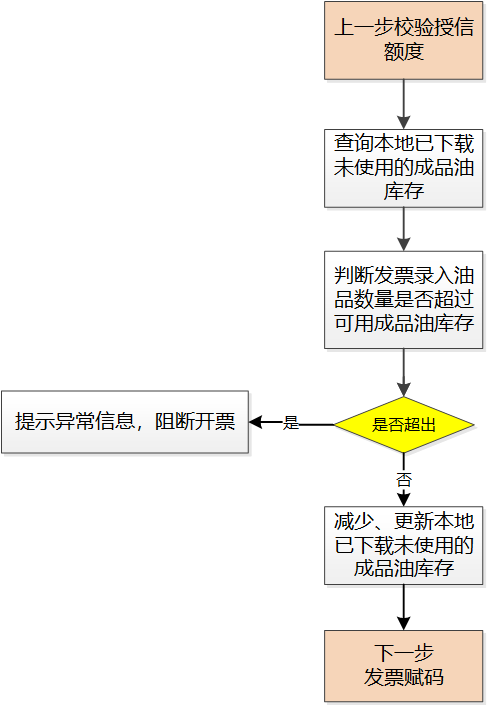 上一步校验授信
额度
查询本地已下载
未使用的成品油
库存
判断发票录入油
品数量是否超过
可用成品油库存
提示异常信息，阻断开票
是
是否超出
否
减少、更新本地
已下载未使用的
成品油库存
下一步
发票赋码